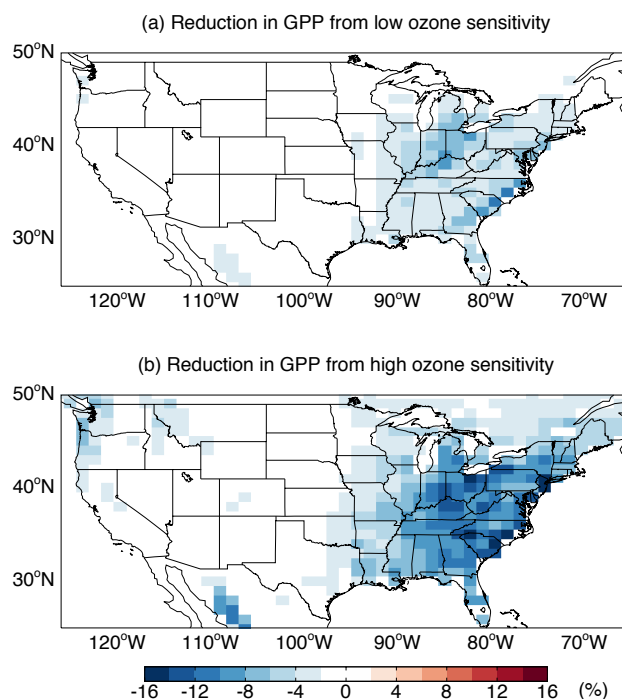 (a) Reduction in GPP from low ozone sensitivity
50°N
40°N
30°N
120°W 110°W 100°W 90°W 80°W 70°W
(b) Reduction in GPP from high ozone sensitivity
50°N
40°N
30°N
120°W 110°W 100°W 90°W 80°W 70°W
-16 -12 -8 -4 0 4 8 12 16 (%)